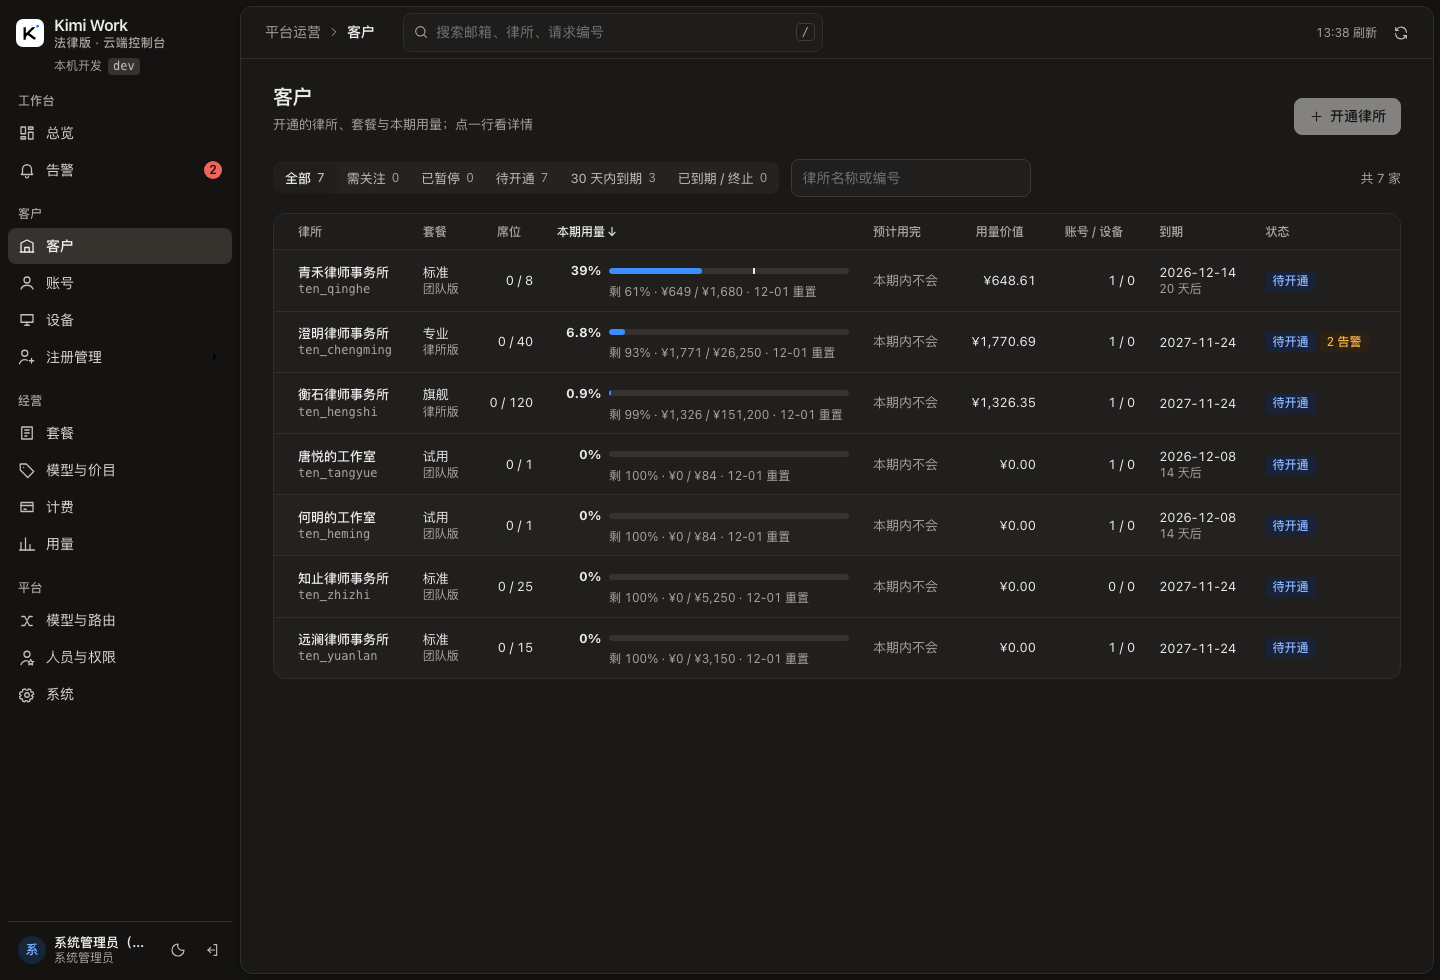 Kimi Work
法律版 · 云端控制台
本机开发 dev
工作台
总览
告警 2
客户
客户
账号
设备
注册管理
经营
套餐
模型与价目
计费
用量
平台
模型与路由
人员与权限
系统
系
系统管理员（...
系统管理员
平台运营 > 客户
搜索邮箱、律所、请求编号 /
13:38 刷新
客户
开通的律所、套餐与本期用量；点一行看详情
+ 开通律所
全部 7 需关注 0 已暂停 0 待开通 7 30 天内到期 3 已到期 / 终止 0
律所名称或编号
共 7 家
律所 套餐 席位 本期用量↓ 预计用完 用量价值 账号 / 设备 到期 状态
青禾律师事务所 标准 39% 2026-12-14
ten_qinghe 团队版 0 / 8 剩 61% · ¥649 / ¥1,680 · 12-01 重置 本期内不会 ¥648.61 1 / 0 20 天后 待开通
澄明律师事务所 专业 6.8%
ten_chengming 律所版 0 / 40 剩 93% · ¥1,771 / ¥26,250 · 12-01 重置 本期内不会 ¥1,770.69 1 / 0 2027-11-24 待开通 2 告警
衡石律师事务所 旗舰 0.9%
ten_hengshi 律所版 0 / 120 剩 99% · ¥1,326 / ¥151,200 · 12-01 重置 本期内不会 ¥1,326.35 1 / 0 2027-11-24 待开通
唐悦的工作室 试用 0% 2026-12-08
ten_tangyue 团队版 0 / 1 剩 100% · ¥0 / ¥84 · 12-01 重置 本期内不会 ¥0.00 1 / 0 14 天后 待开通
何明的工作室 试用 0% 2026-12-08
ten_heming 团队版 0 / 1 剩 100% · ¥0 / ¥84 · 12-01 重置 本期内不会 ¥0.00 1 / 0 14 天后 待开通
知止律师事务所 标准 0%
ten_zhizhi 团队版 0 / 25 剩 100% · ¥0 / ¥5,250 · 12-01 重置 本期内不会 ¥0.00 0 / 0 2027-11-24 待开通
远澜律师事务所 标准 0%
ten_yuanlan 团队版 0 / 15 剩 100% · ¥0 / ¥3,150 · 12-01 重置 本期内不会 ¥0.00 1 / 0 2027-11-24 待开通